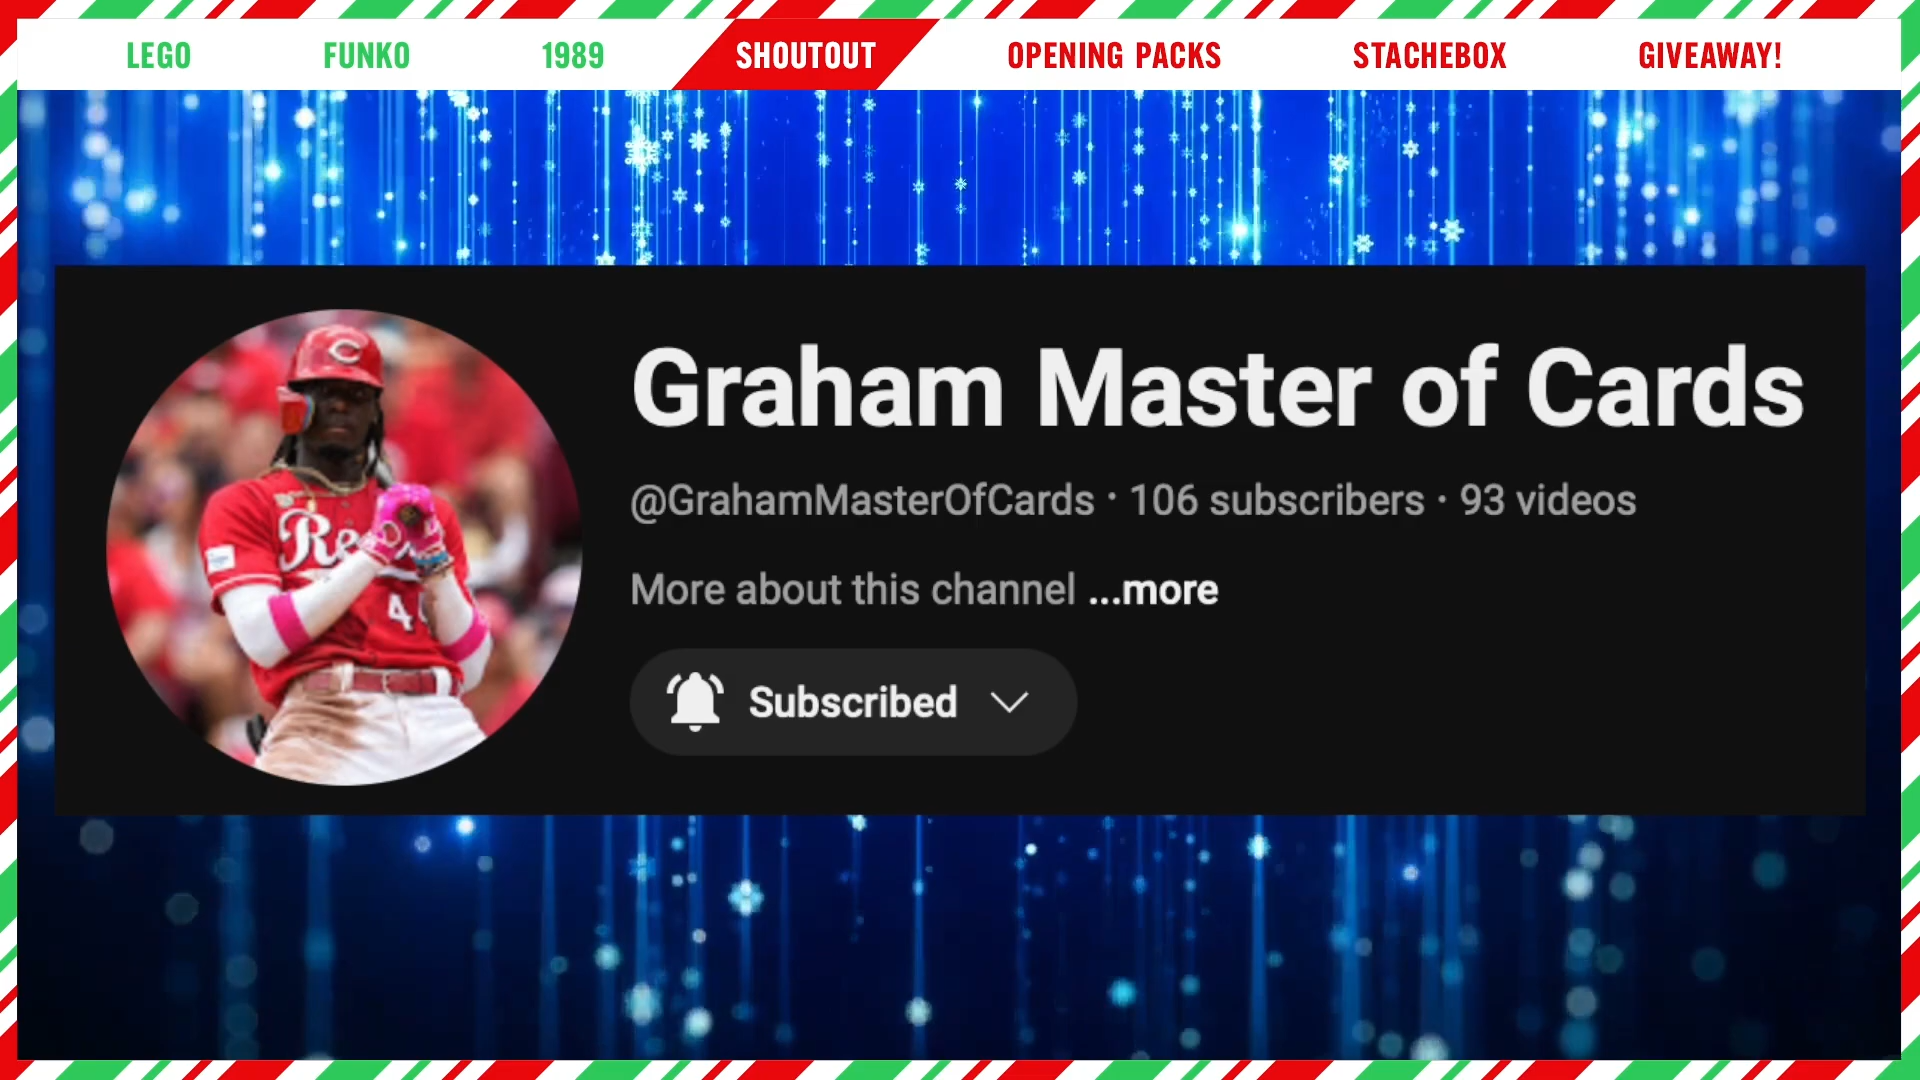 LEGO FUNKO 1989 SHOUTOUT OPENING PACKS STACHEBOX GIVEAWAY!
C
Graham Master of Cards
@GrahamMasterOfCards · 106 subscribers · 93 videos
More about this channel ...more
Subscribed